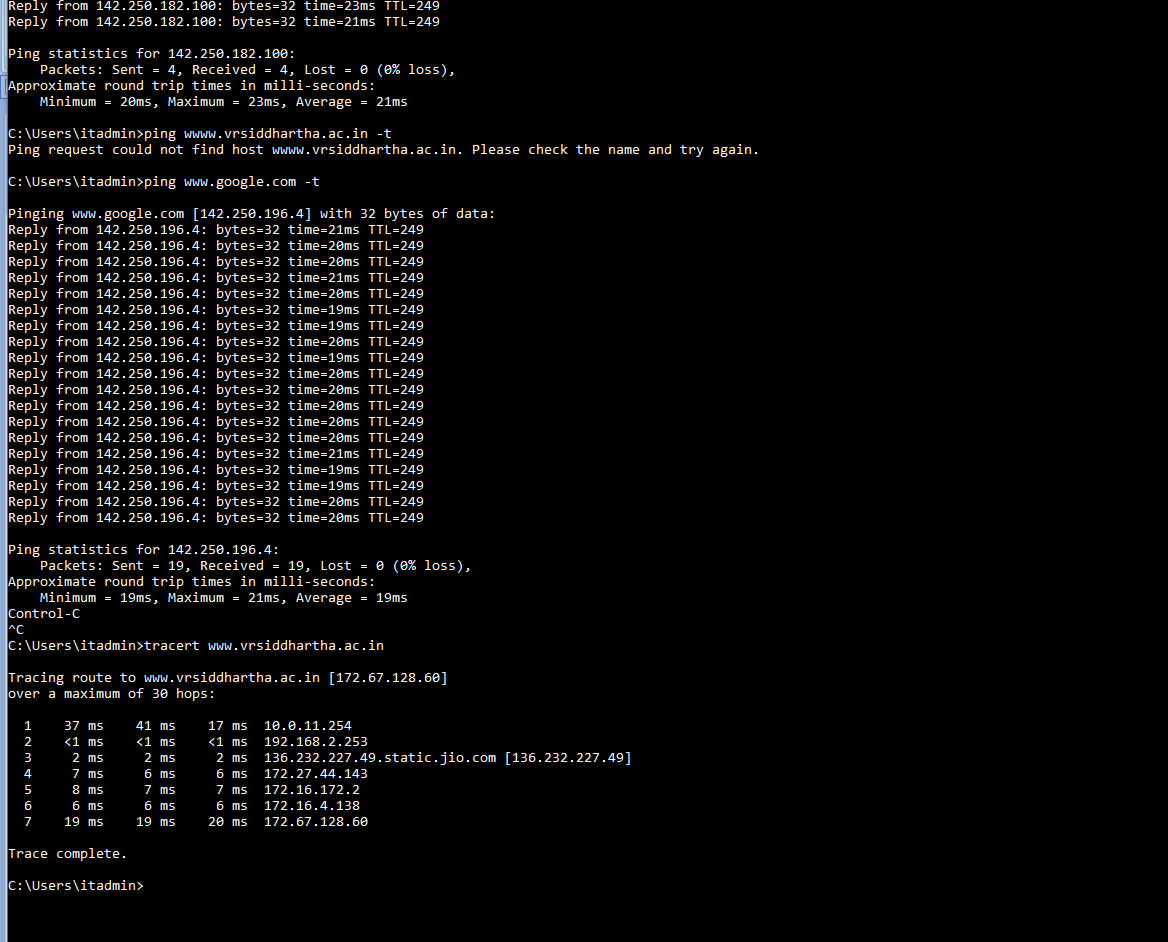 Reply from 142.250.182.100: bytes=32 time=23ms TTL=249
Reply from 142.250.182.100: bytes=32 time=21ms TTL=249
Ping statistics for 142.250.182.100:
    Packets: Sent = 4, Received = 4, Lost = 0 (0% loss),
Approximate round trip times in milli-seconds:
    Minimum = 20ms, Maximum = 23ms, Average = 21ms
C:\Users\itadmin>ping wwww.vrsiddhartha.ac.in -t
Ping request could not find host wwww.vrsiddhartha.ac.in. Please check the name and try again.
C:\Users\itadmin>ping www.google.com -t
Pinging www.google.com [142.250.196.4] with 32 bytes of data:
Reply from 142.250.196.4: bytes=32 time=21ms TTL=249
Reply from 142.250.196.4: bytes=32 time=20ms TTL=249
Reply from 142.250.196.4: bytes=32 time=20ms TTL=249
Reply from 142.250.196.4: bytes=32 time=21ms TTL=249
Reply from 142.250.196.4: bytes=32 time=20ms TTL=249
Reply from 142.250.196.4: bytes=32 time=19ms TTL=249
Reply from 142.250.196.4: bytes=32 time=19ms TTL=249
Reply from 142.250.196.4: bytes=32 time=20ms TTL=249
Reply from 142.250.196.4: bytes=32 time=19ms TTL=249
Reply from 142.250.196.4: bytes=32 time=20ms TTL=249
Reply from 142.250.196.4: bytes=32 time=20ms TTL=249
Reply from 142.250.196.4: bytes=32 time=20ms TTL=249
Reply from 142.250.196.4: bytes=32 time=20ms TTL=249
Reply from 142.250.196.4: bytes=32 time=20ms TTL=249
Reply from 142.250.196.4: bytes=32 time=21ms TTL=249
Reply from 142.250.196.4: bytes=32 time=19ms TTL=249
Reply from 142.250.196.4: bytes=32 time=19ms TTL=249
Reply from 142.250.196.4: bytes=32 time=20ms TTL=249
Reply from 142.250.196.4: bytes=32 time=20ms TTL=249
Ping statistics for 142.250.196.4:
    Packets: Sent = 19, Received = 19, Lost = 0 (0% loss),
Approximate round trip times in milli-seconds:
    Minimum = 19ms, Maximum = 21ms, Average = 19ms
Control-C
^C
C:\Users\itadmin>tracert www.vrsiddhartha.ac.in
Tracing route to www.vrsiddhartha.ac.in [172.67.128.60]
over a maximum of 30 hops:
  1    37 ms    41 ms    17 ms  10.0.11.254
  2    <1 ms    <1 ms    <1 ms  192.168.2.253
  3     2 ms     2 ms     2 ms  136.232.227.49.static.jio.com [136.232.227.49]
  4     7 ms     6 ms     6 ms  172.27.44.143
  5     8 ms     7 ms     7 ms  172.16.172.2
  6     6 ms     6 ms     6 ms  172.16.4.138
  7    19 ms    19 ms    20 ms  172.67.128.60
Trace complete.
C:\Users\itadmin>